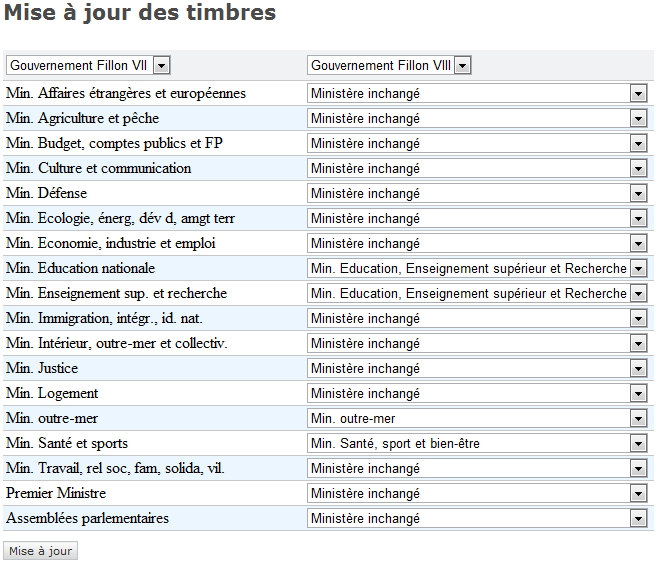 Mise à jour des timbres
Gouvernement Fillon VII Gouvernement Fillon VIII
Min. Affaires étrangères et européennes Ministère inchangé
Min. Agriculture et pêche Ministère inchangé
Min. Budget, comptes publics et FP Ministère inchangé
Min. Culture et communication Ministère inchangé
Min. Défense Ministère inchangé
Min. Ecologie, énerg, dév d, amgt terr Ministère inchangé
Min. Economie, industrie et emploi Ministère inchangé
Min. Education nationale Min. Education, Enseignement supérieur et Recherche
Min. Enseignement sup. et recherche Min. Education, Enseignement supérieur et Recherche
Min. Immigration, intégr., id. nat. Ministère inchangé
Min. Intérieur, outre-mer et collectiv. Ministère inchangé
Min. Justice Ministère inchangé
Min. Logement Ministère inchangé
Min. outre-mer Min. outre-mer
Min. Santé et sports Min. Santé, sport et bien-être
Min. Travail, rel soc, fam, solida, vil. Ministère inchangé
Premier Ministre Ministère inchangé
Assemblées parlementaires Ministère inchangé
Mise à jour